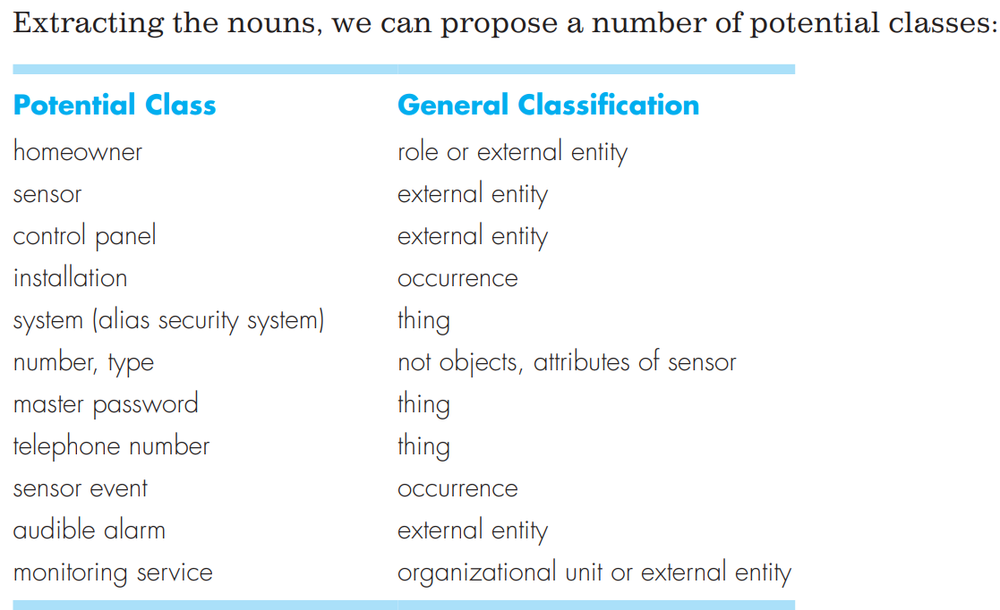 Extracting the nouns, we can propose a number of potential classes:
Potential Class General Classification
homeowner role or external entity
sensor external entity
control panel external entity
installation occurrence
system (alias security system) thing
number, type not objects, attributes of sensor
master password thing
telephone number thing
sensor event occurrence
audible alarm external entity
monitoring service organizational unit or external entity